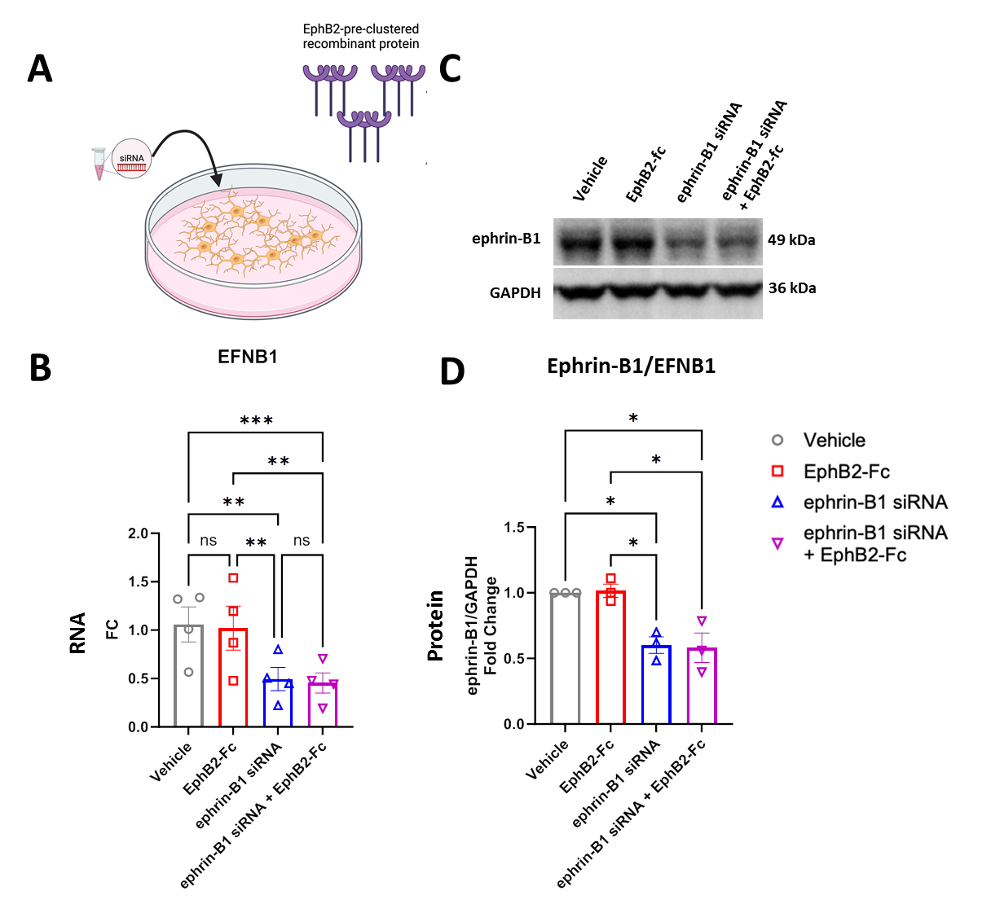 A
EphB2-pre-clustered
recombinant protein
siRNA
C
Vehicle
EphB2-fc
ephrin-B1 siRNA
ephrin-B1 siRNA
+ EphB2-fc
ephrin-B1
49 kDa
GAPDH
36 kDa
B
EFNB1
***
**
**
ns
**
ns
RNA
FC
2.0
1.5
1.0
0.5
0.0
Vehicle
EphB2-Fc
ephrin-B1 siRNA
ephrin-B1 siRNA + EphB2-Fc
D
Ephrin-B1/EFNB1
*
*
*
*
Protein
ephrin-B1/GAPDH
Fold Change
1.5
1.0
0.5
0.0
Vehicle
EphB2-Fc
ephrin-B1 siRNA
ephrin-B1 siRNA + EphB2-Fc
Vehicle
EphB2-Fc
ephrin-B1 siRNA
ephrin-B1 siRNA
+ EphB2-Fc